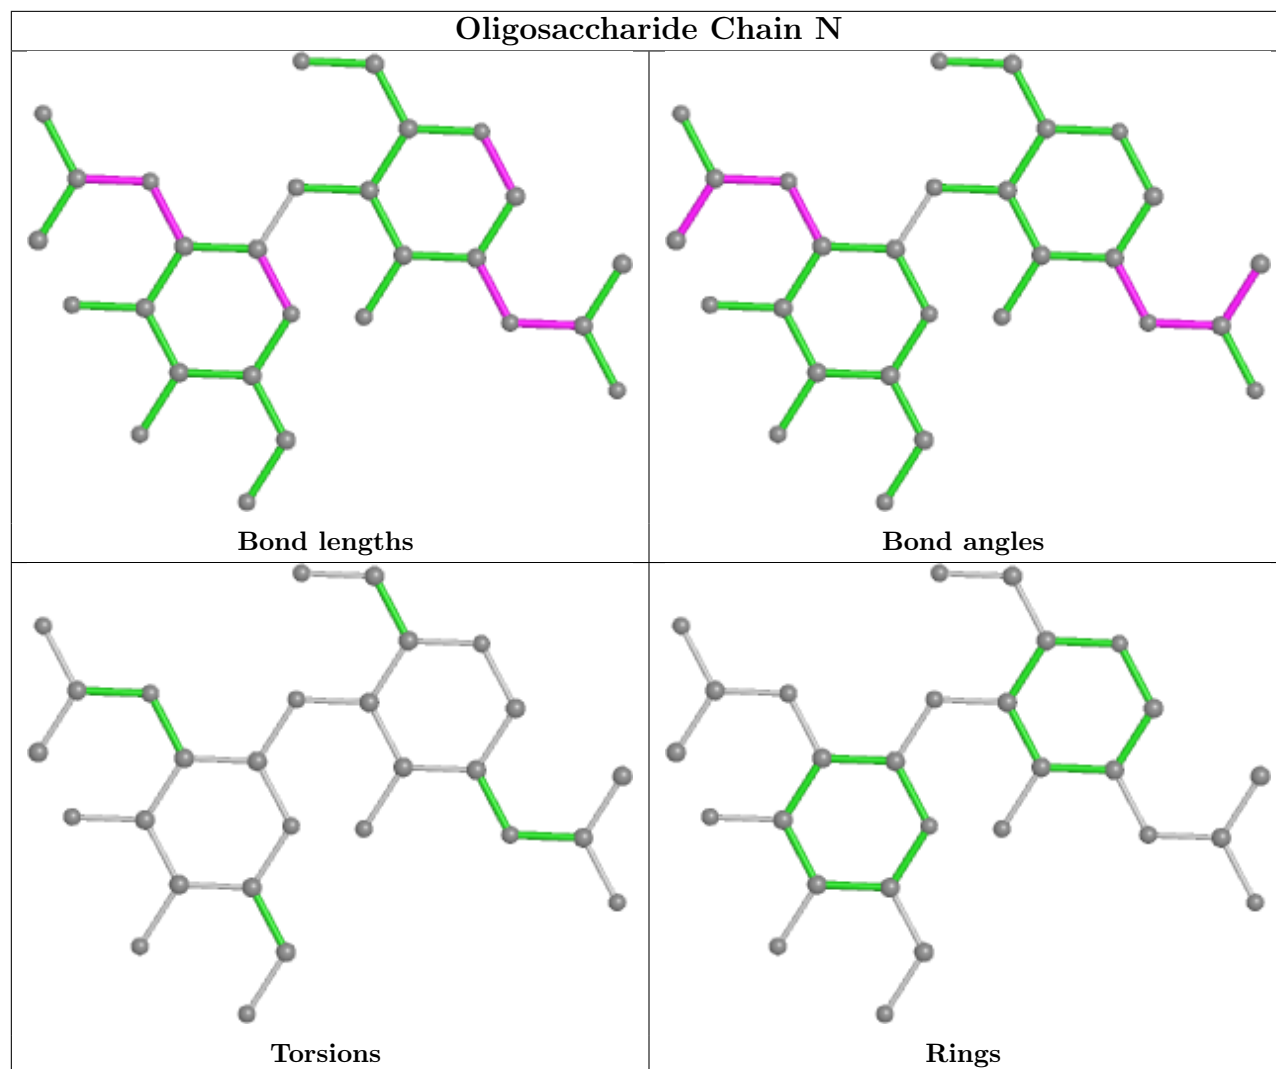 Oligosaccharide Chain N
Bond lengths
Bond angles
Torsions
Rings